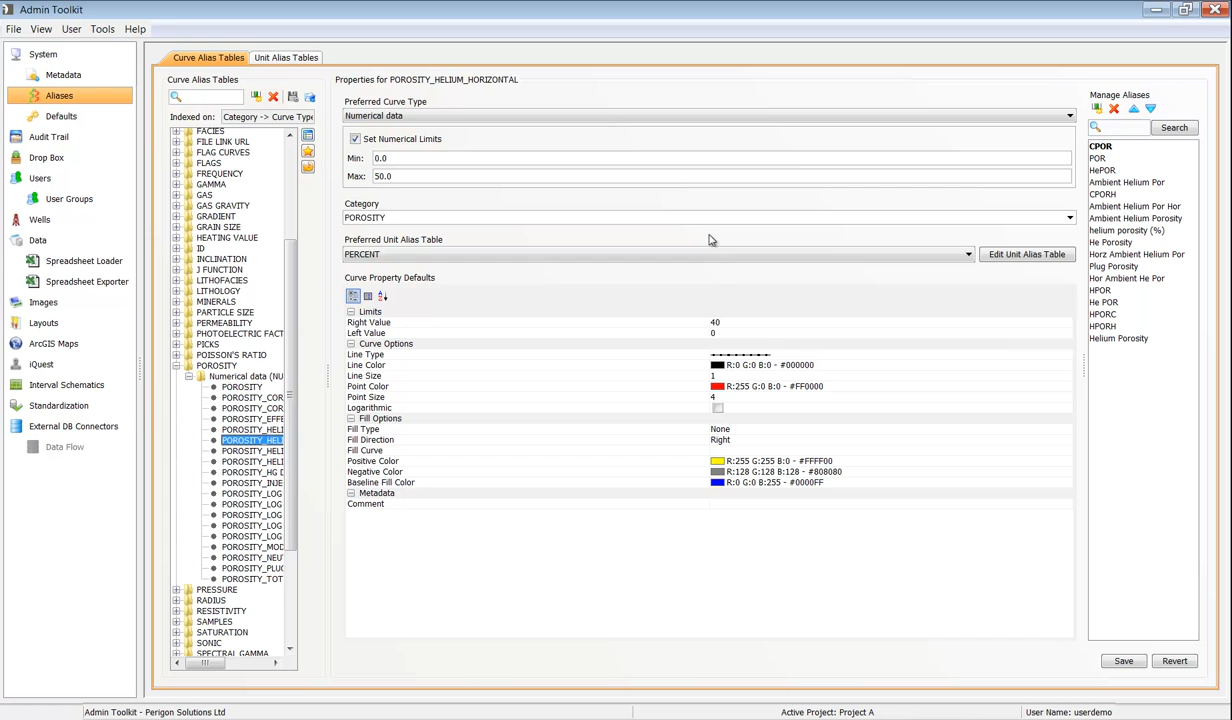 Admin Toolkit
File View User Tools Help
System
Metadata
Aliases
Defaults
Audit Trail
Drop Box
Users
User Groups
Wells
Data
Spreadsheet Loader
Spreadsheet Exporter
Images
Layouts
ArcGIS Maps
iQuest
Interval Schematics
Standardization
External DB Connectors
Data Flow
Curve Alias Tables Unit Alias Tables
Curve Alias Tables
Indexed on: Category -> Curve Type
FACIES
FILE LINK URL
FLAG CURVES
FLAGS
FREQUENCY
GAMMA
GAS
GAS GRAVITY
GRADIENT
GRAIN SIZE
HEATING VALUE
ID
INCLINATION
J FUNCTION
LITHOFACIES
LITHOLOGY
MINERALS
PARTICLE SIZE
PERMEABILITY
PHOTOELECTRIC FACT
PICKS
POISSON'S RATIO
POROSITY
Numerical data (NU
POROSITY
POROSITY_COR
POROSITY_COR
POROSITY_EFFE
POROSITY_HELI
POROSITY_HELI
POROSITY_HELI
POROSITY_HELI
POROSITY_HG D
POROSITY_INJE
POROSITY_LOG
POROSITY_LOG
POROSITY_LOG
POROSITY_LOG
POROSITY_LOG
POROSITY_MOD
POROSITY_NEU
POROSITY_PLUG
POROSITY_TOT
PRESSURE
RADIUS
RESISTIVITY
SAMPLES
SATURATION
SONIC
SPECTRAL GAMMA
Properties for POROSITY_HELIUM_HORIZONTAL
Preferred Curve Type
Numerical data
Set Numerical Limits
Min: 0.0
Max: 50.0
Category
POROSITY
Preferred Unit Alias Table
PERCENT Edit Unit Alias Table
Curve Property Defaults
Limits
Right Value 40
Left Value 0
Curve Options
Line Type
Line Color R:0 G:0 B:0 - #000000
Line Size 1
Point Color R:255 G:0 B:0 - #FF0000
Point Size 4
Logarithmic
Fill Options
Fill Type None
Fill Direction Right
Fill Curve
Positive Color R:255 G:255 B:0 - #FFFF00
Negative Color R:128 G:128 B:128 - #808080
Baseline Fill Color R:0 G:0 B:255 - #0000FF
Metadata
Comment
Manage Aliases
Search
CPOR
POR
HePOR
Ambient Helium Por
CPORH
Ambient Helium Por Hor
Ambient Helium Porosity
helium porosity (%)
He Porosity
Horz Ambient Helium Por
Plug Porosity
Hor Ambient He Por
HPOR
He POR
HPORC
HPORH
Helium Porosity
Save Revert
Admin Toolkit - Perigon Solutions Ltd Active Project: Project A User Name: userdemo